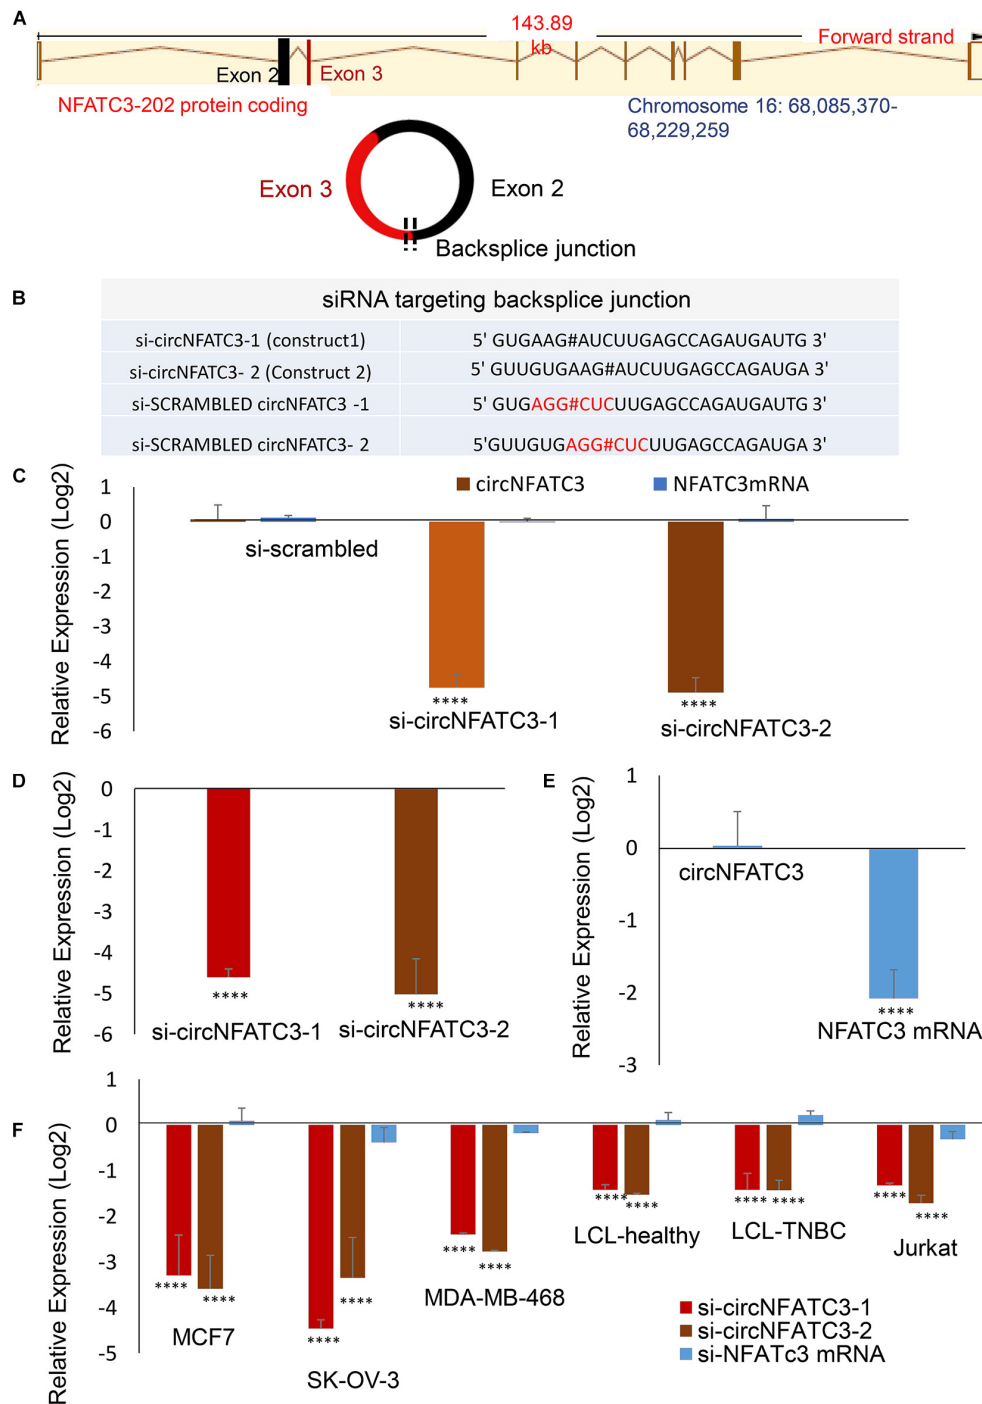 A
143.89
kb
Forward strand
Exon 2
Exon 3
NFATC3-202 protein coding
Chromosome 16: 68,085,370-
68,229,259
Exon 3
Exon 2
Backsplice junction
B
siRNA targeting backsplice junction
si-circNFATC3-1 (construct1)
5' GUGAAG#AUCUUGAGCCAGAUGAUTG 3'
si-circNFATC3- 2 (Construct 2)
5' GUUGUGAAG#AUCUUGAGCCAGAUGA 3'
si-SCRAMBLED circNFATC3 -1
5' GUGAGG#CUCUUGAGCCAGAUGAUTG 3'
si-SCRAMBLED circNFATC3- 2
5'GUUGUGAGG#CUCUUGAGCCAGAUGA 3'
C
Relative Expression (Log2)
1
0
-1
-2
-3
-4
-5
-6
circNFATC3
NFATC3mRNA
si-scrambled
****
si-circNFATC3-1
****
si-circNFATC3-2
D
Relative Expression (Log2)
0
-1
-2
-3
-4
-5
-6
****
si-circNFATC3-1
****
si-circNFATC3-2
E
Relative Expression (Log2)
1
0
-1
-2
-3
circNFATC3
****
NFATC3 mRNA
F
Relative Expression (Log2)
1
0
-1
-2
-3
-4
-5
****
****
MCF7
****
****
SK-OV-3
****
****
MDA-MB-468
****
****
LCL-healthy
****
****
LCL-TNBC
****
****
Jurkat
si-circNFATC3-1
si-circNFATC3-2
si-NFATc3 mRNA